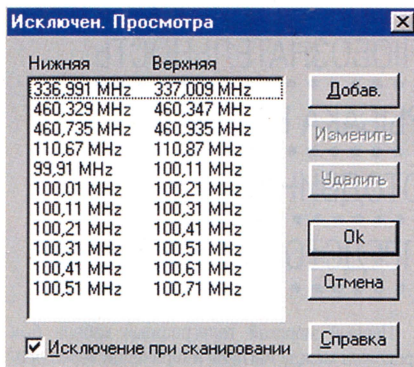 Исключен. Просмотра
Нижняя Верхняя
336,991 MHz 337,009 MHz
460,329 MHz 460,347 MHz
460,735 MHz 460,935 MHz
110,67 MHz 110,87 MHz
99,91 MHz 100,11 MHz
100,01 MHz 100,21 MHz
100,11 MHz 100,31 MHz
100,21 MHz 100,41 MHz
100,31 MHz 100,51 MHz
100,41 MHz 100,61 MHz
100,51 MHz 100,71 MHz
Добав.
Изменить
Удалить
Ok
Отмена
Справка
Исключение при сканировании